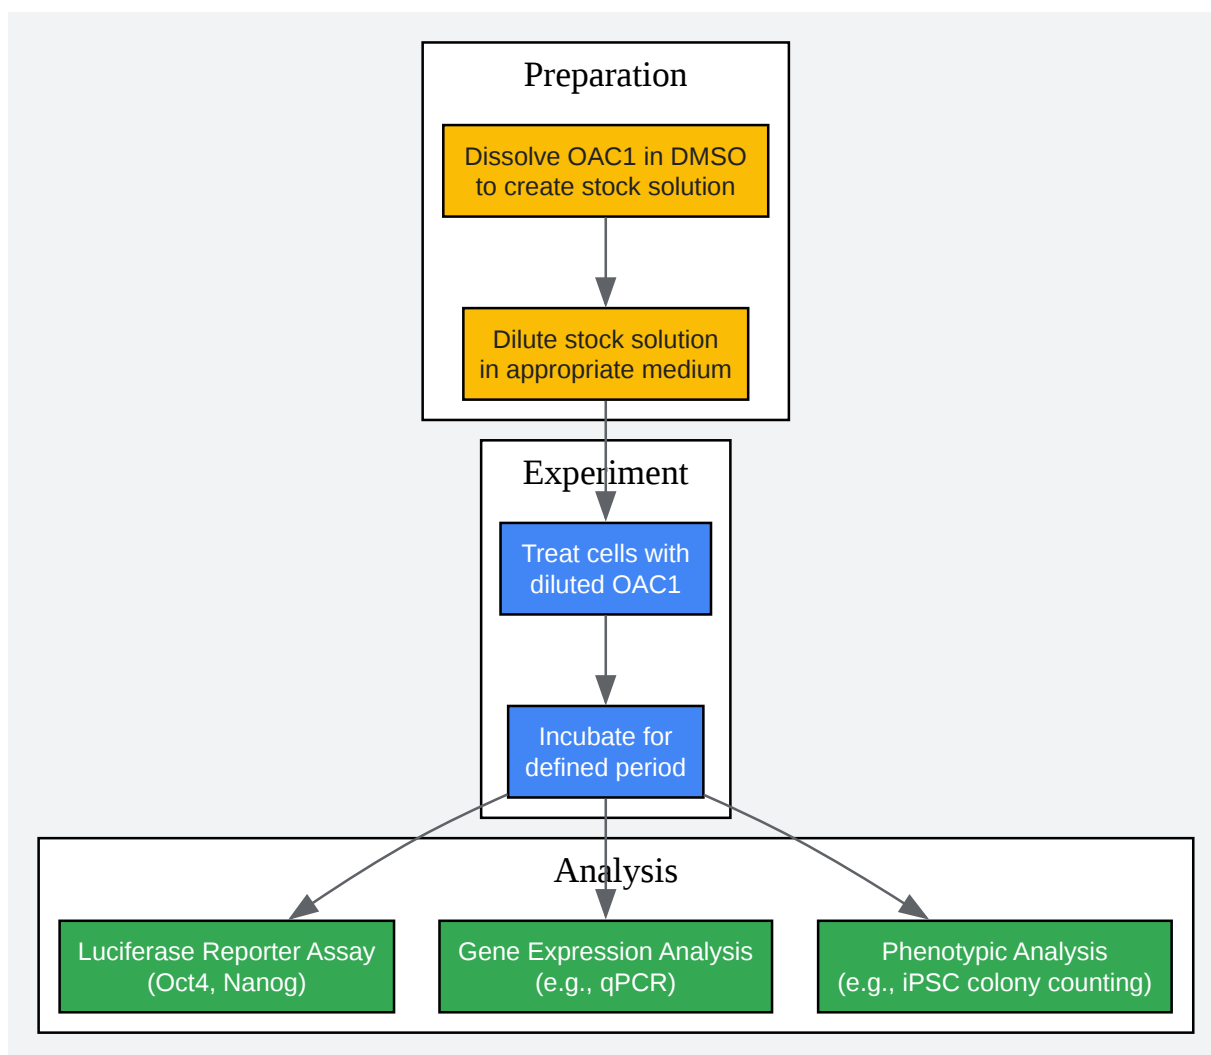 Preparation
Dissolve OAC1 in DMSO
to create stock solution
Dilute stock solution
in appropriate medium
Experiment
Treat cells with
diluted OAC1
Incubate for
defined period
Analysis
Luciferase Reporter Assay
(Oct4, Nanog)
Gene Expression Analysis
(e.g., qPCR)
Phenotypic Analysis
(e.g., iPSC colony counting)